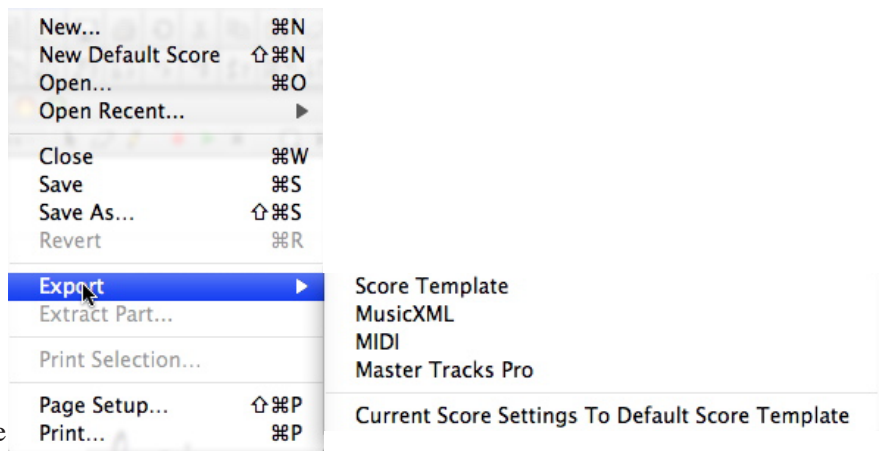 New... ⌘N
New Default Score ⇧⌘N
Open... ⌘O
Open Recent...
Close ⌘W
Save ⌘S
Save As... ⇧⌘S
Revert ⌘R
Export
Extract Part...
Print Selection...
Page Setup... ⇧⌘P
e Print... ⌘P
Score Template
MusicXML
MIDI
Master Tracks Pro
Current Score Settings To Default Score Template